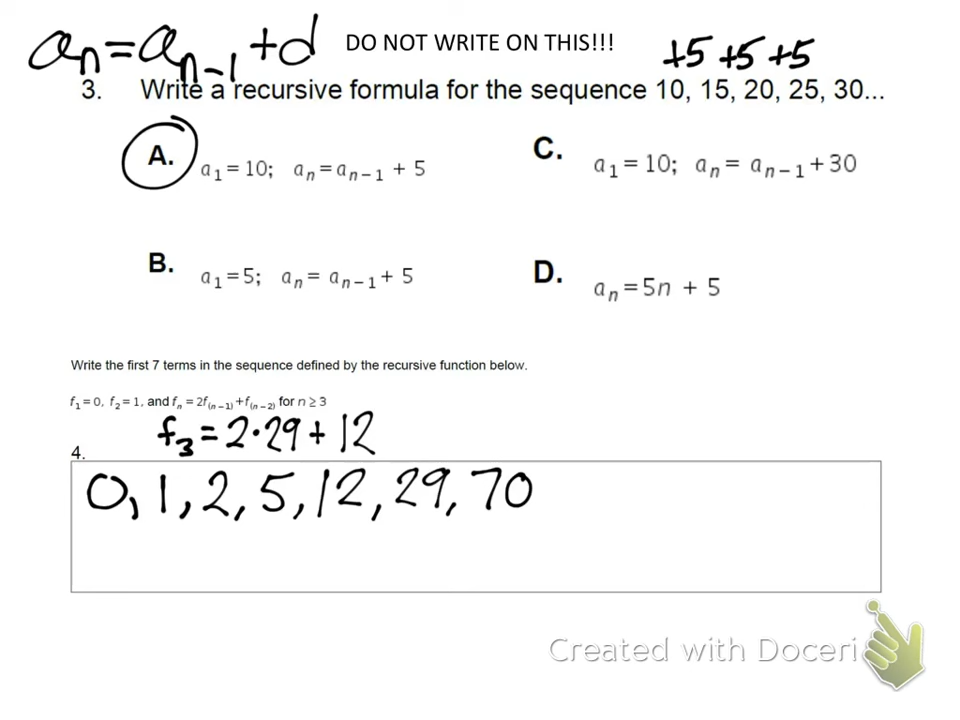 aₙ=aₙ₋₁+d DO NOT WRITE ON THIS!!! +5 +5 +5
3. Write a recursive formula for the sequence 10, 15, 20, 25, 30...
A. a₁ = 10; aₙ = aₙ₋₁ + 5
C. a₁ = 10; aₙ = aₙ₋₁ + 30
B. a₁ = 5; aₙ = aₙ₋₁ + 5
D. aₙ = 5n + 5
Write the first 7 terms in the sequence defined by the recursive function below.
f₁ = 0, f₂ = 1, and fₙ = 2f₍ₙ₋₁₎ + f₍ₙ₋₂₎ for n ≥ 3
f₃ = 2·29 + 12
4.
0, 1, 2, 5, 12, 29, 70
Created with Doceri